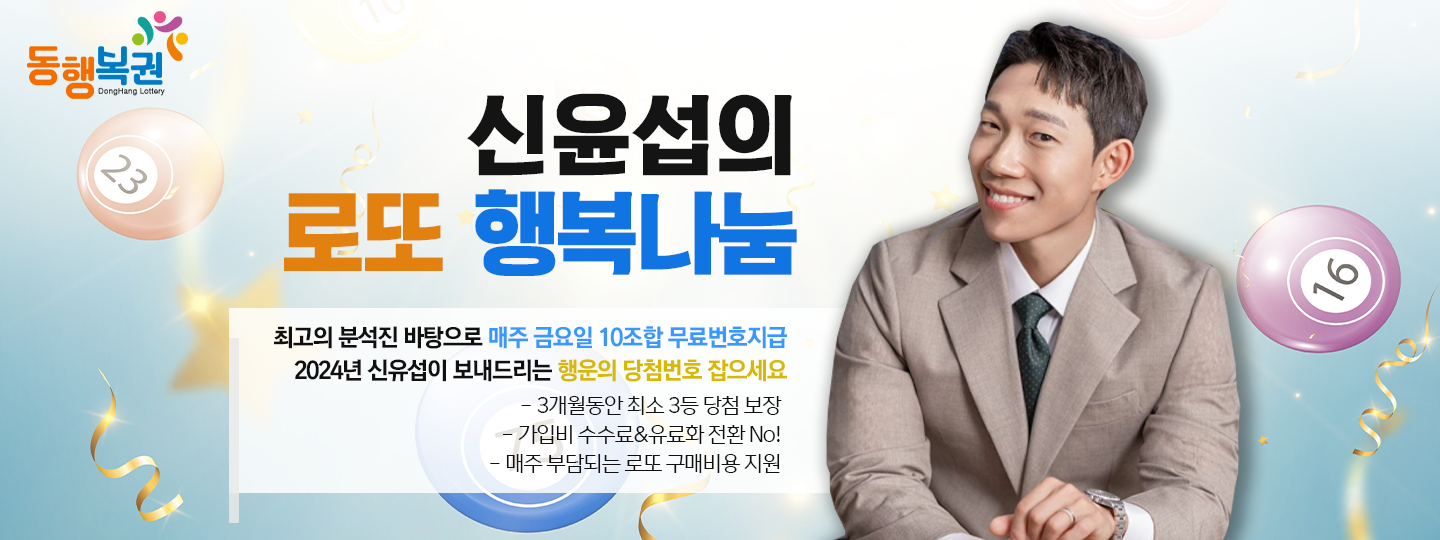 동행복권
DongHang Lottery
10
23
신윤섭의
로또 행복나눔
16
최고의 분석진 바탕으로 매주 금요일 10조합 무료번호지급
2024년 신유섭이 보내드리는 행운의 당첨번호 잡으세요
- 3개월동안 최소 3등 당첨 보장
- 가입비 수수료&유료화 전환 No!
- 매주 부담되는 로또 구매비용 지원